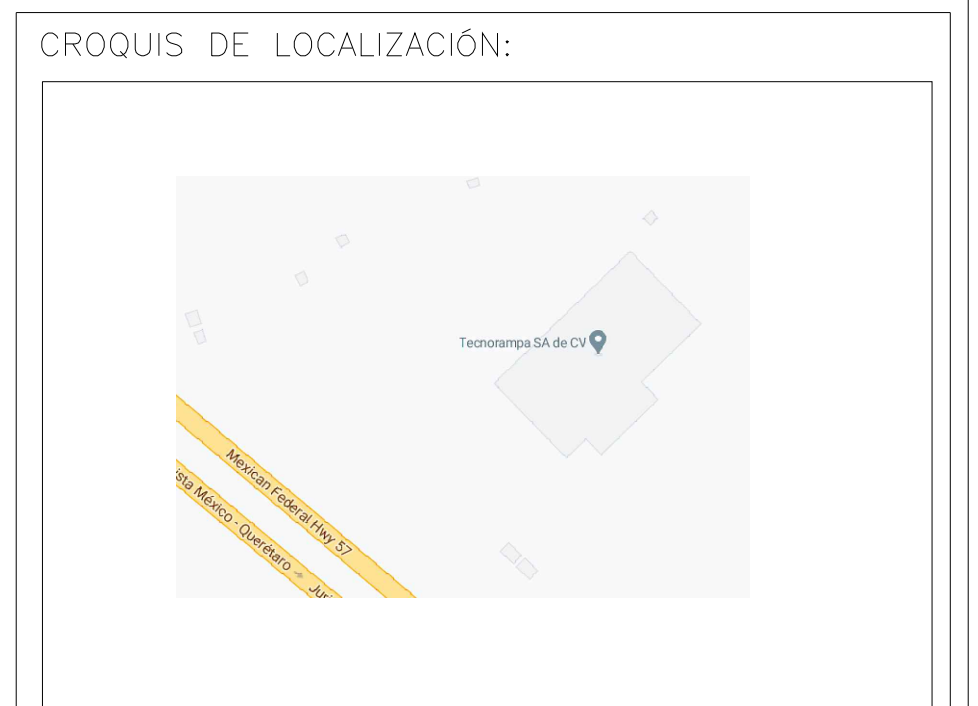 CROQUIS DE LOCALIZACIÓN:
Tecnorampa SA de CV
Mexican Federal Hwy 57
ista México - Querétaro